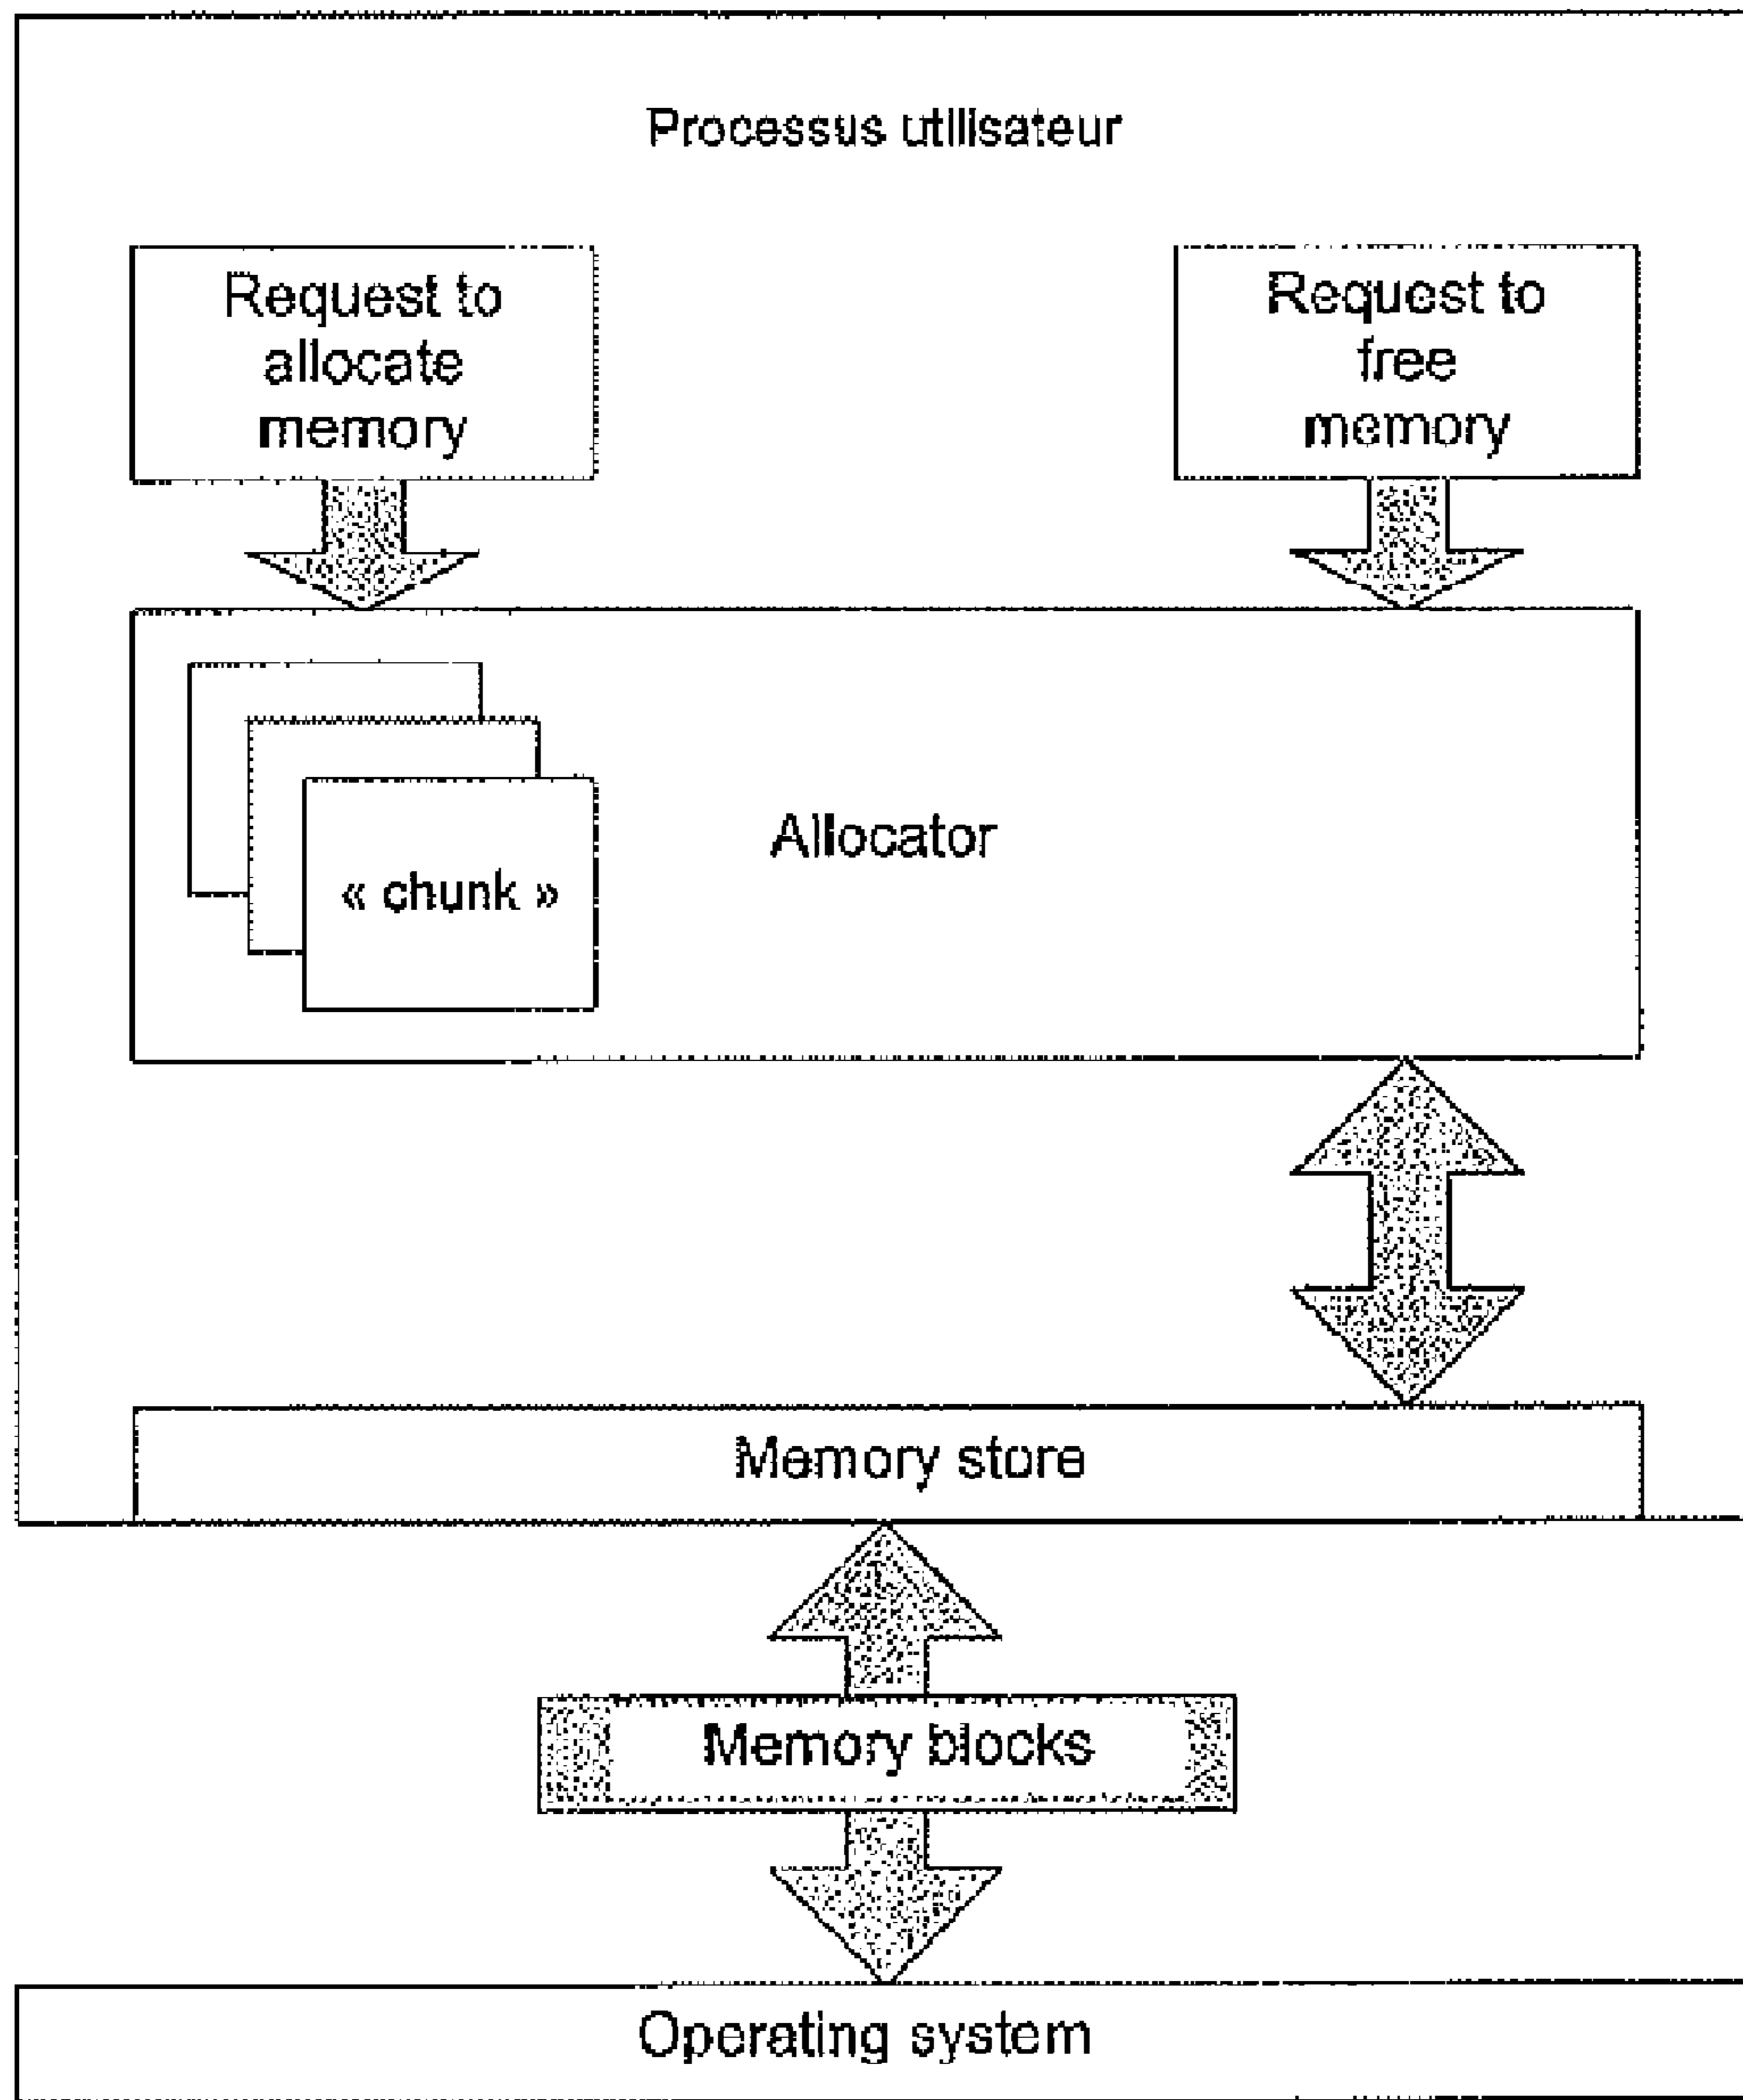 Processus utilisateur
Request to
allocate
memory
Request to
free
memory
Allocator
« chunk »
Memory store
Memory blocks
Operating system